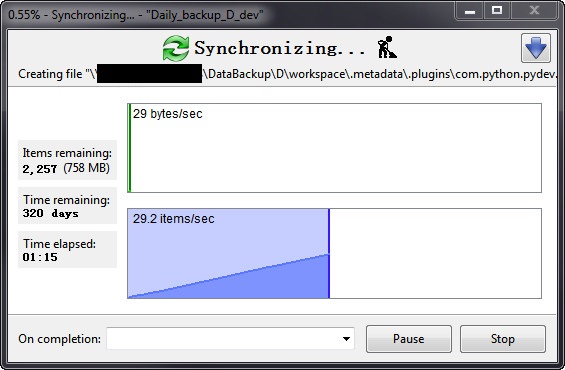 0.55% - Synchronizing... - "Daily_backup_D_dev"
Synchronizing...
Creating file "\\ \DataBackup\D\workspace\.metadata\.plugins\com.python.pydev.
29 bytes/sec
Items remaining:
2,257 (758 MB)
Time remaining:
320 days
Time elapsed:
01:15
29.2 items/sec
On completion:
Pause
Stop